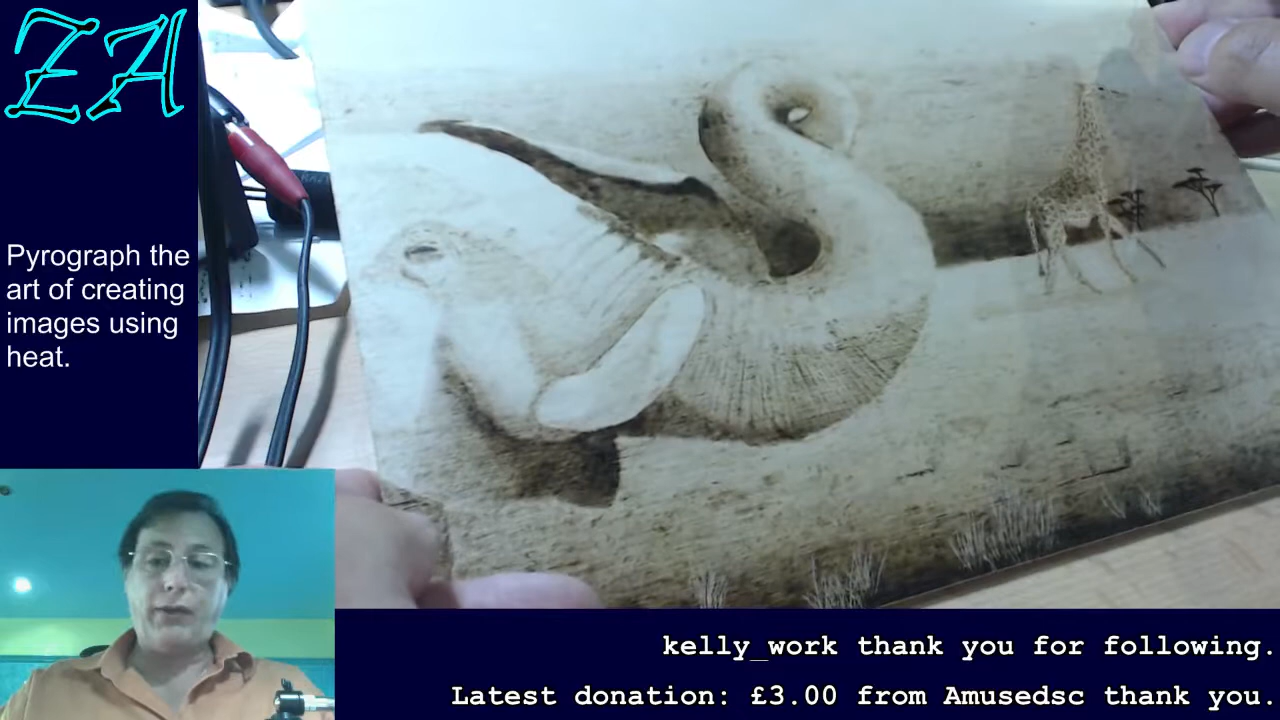 ZA
Pyrograph the
art of creating
images using
heat.
kelly_work thank you for following.
Latest donation: £3.00 from Amusedsc thank you.